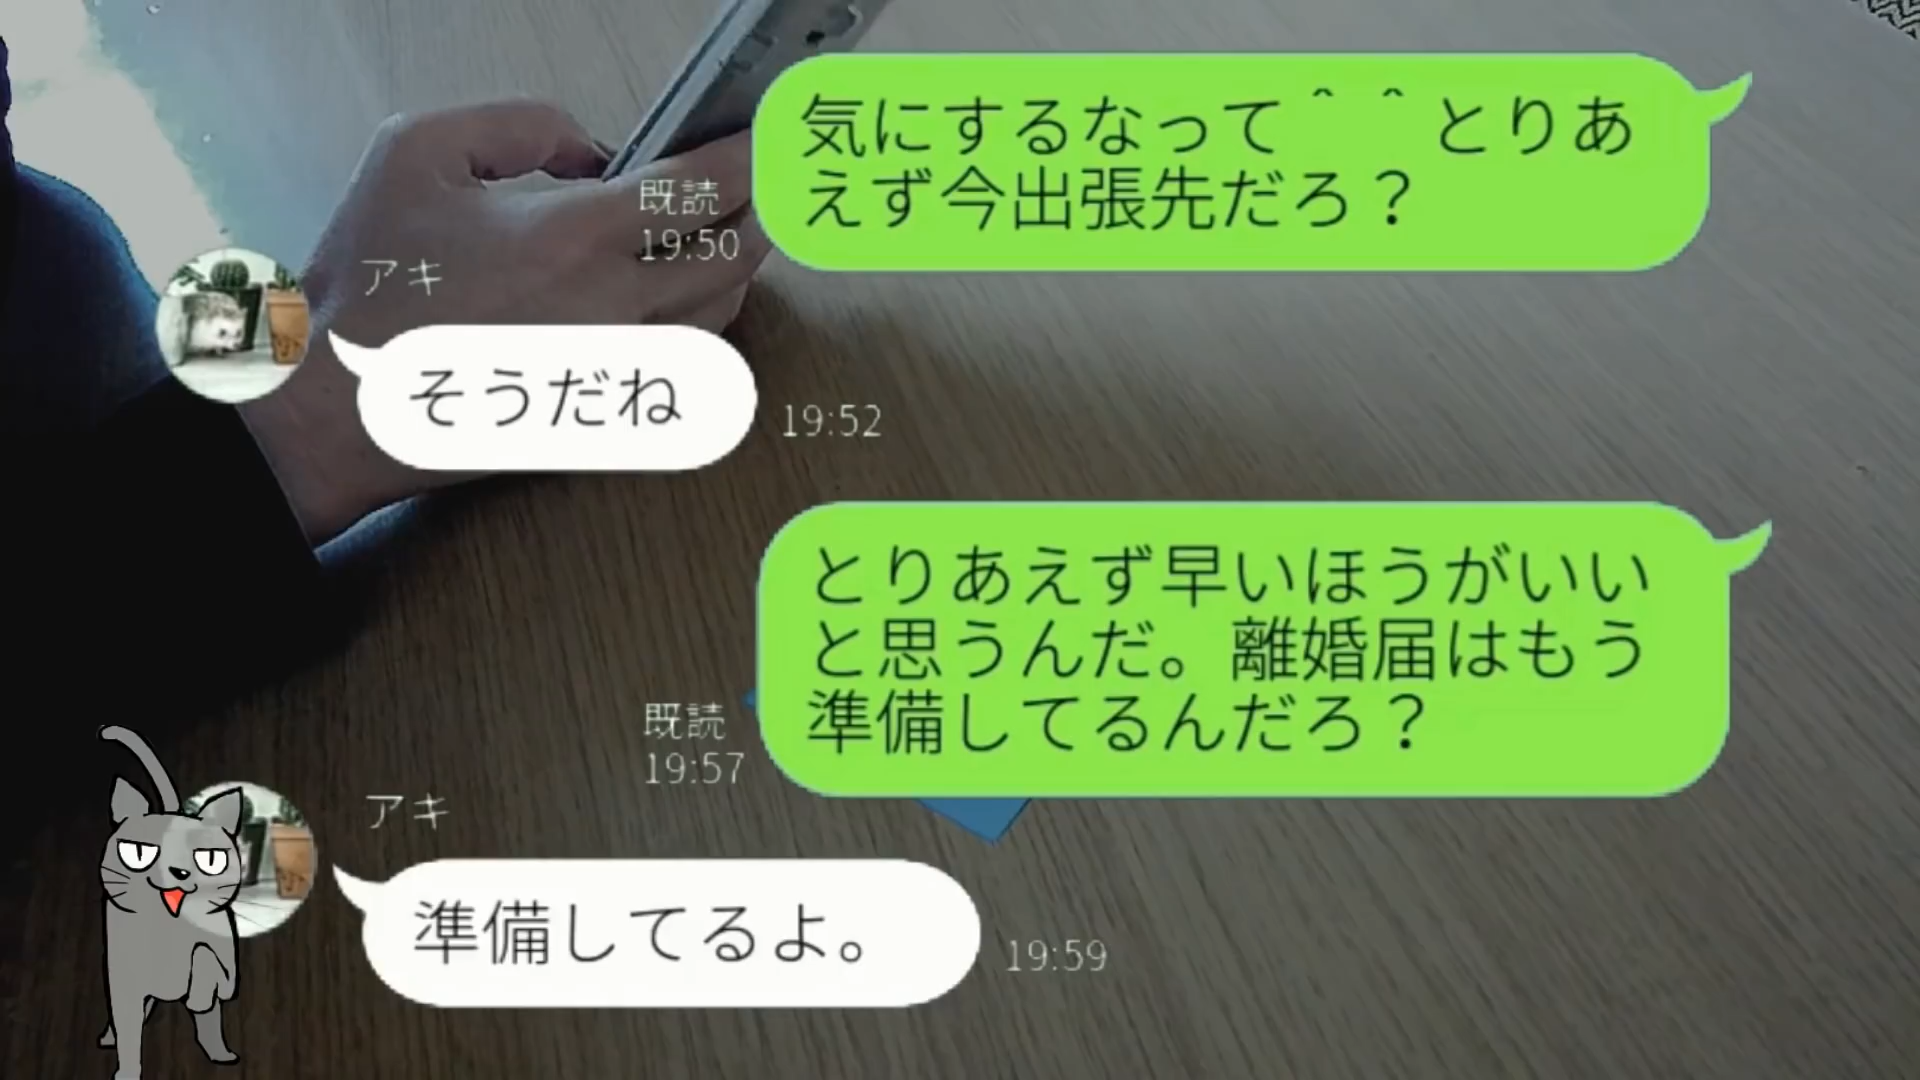 気にするなって＾＾とりあ
えず今出張先だろ？
既読
19:50
アキ
そうだね
19:52
とりあえず早いほうがいい
と思うんだ。離婚届はもう
準備してるんだろ？
既読
19:57
アキ
準備してるよ。
19:59